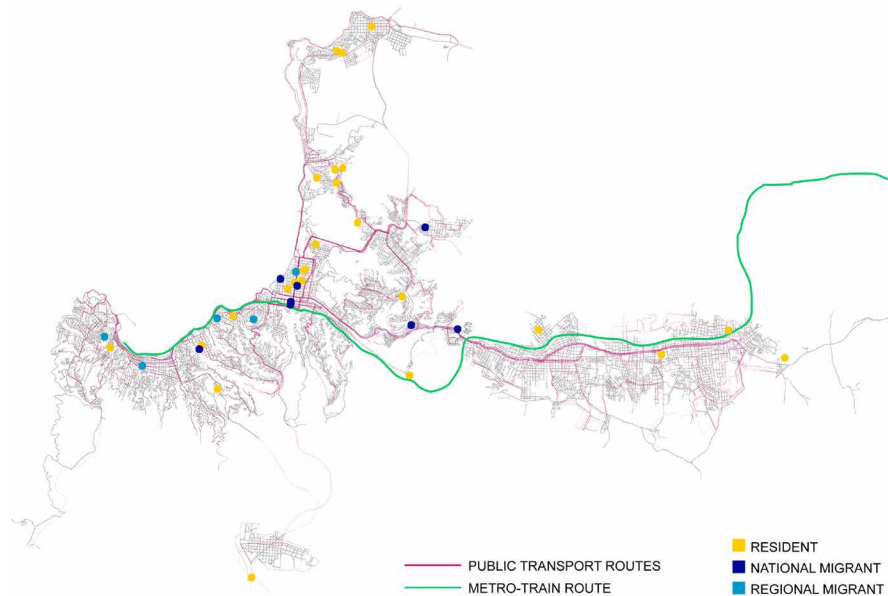 PUBLIC TRANSPORT ROUTES
METRO-TRAIN ROUTE
RESIDENT
NATIONAL MIGRANT
REGIONAL MIGRANT